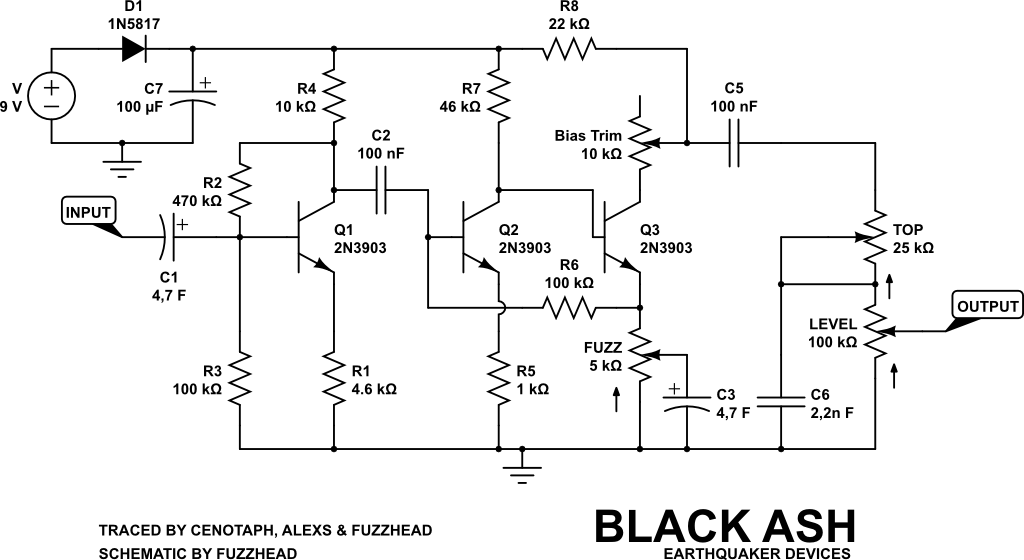 D1
1N5817
R8
22 kΩ
V
9 V
+
−
C7
100 µF
+
R4
10 kΩ
R7
46 kΩ
C5
100 nF
C2
100 nF
Bias Trim
10 kΩ
R2
470 kΩ
INPUT
+
C1
4,7 F
Q1
2N3903
Q2
2N3903
Q3
2N3903
TOP
25 kΩ
R6
100 kΩ
OUTPUT
LEVEL
100 kΩ
FUZZ
5 kΩ
R3
100 kΩ
R1
4.6 kΩ
R5
1 kΩ
+
C3
4,7 F
C6
2,2n F
BLACK ASH
EARTHQUAKER DEVICES
TRACED BY CENOTAPH, ALEXS & FUZZHEAD
SCHEMATIC BY FUZZHEAD